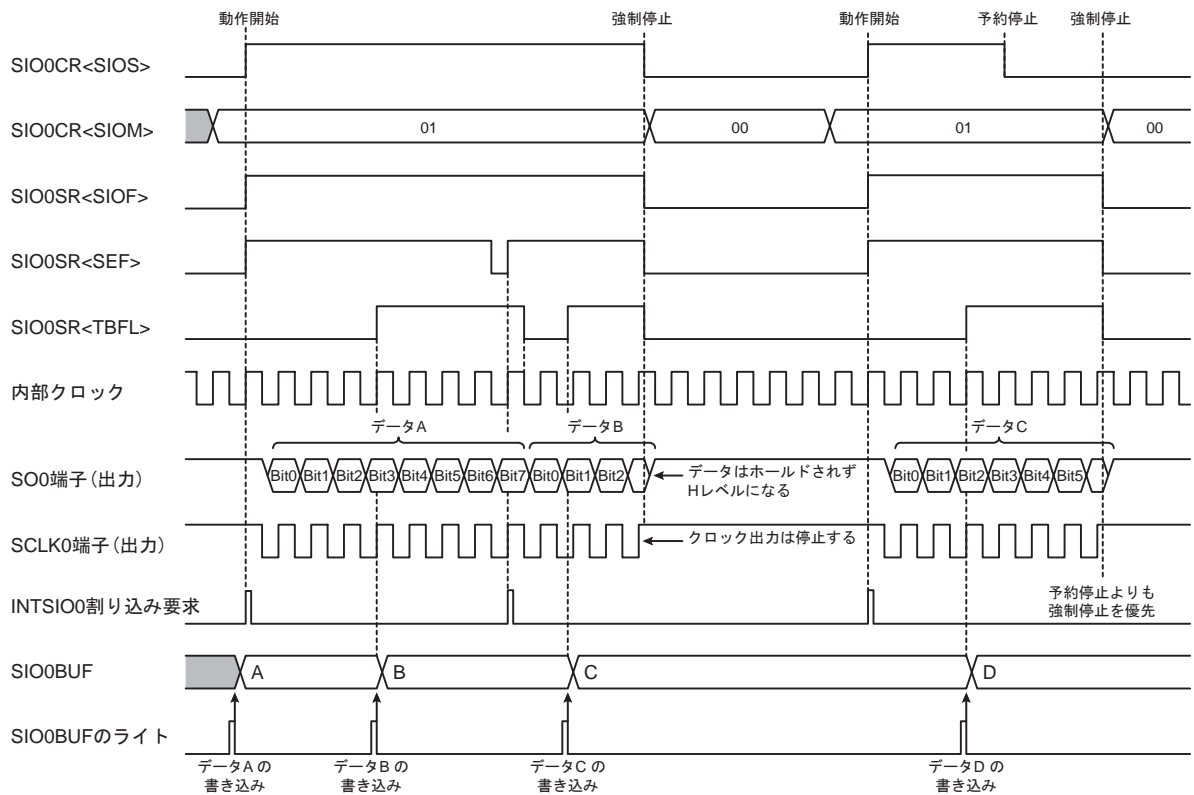 動作開始 強制停止 動作開始 予約停止 強制停止
SIO0CR<SIOS>
SIO0CR<SIOM> 01 00 01 00
SIO0SR<SIOF>
SIO0SR<SEF>
SIO0SR<TBFL>
内部クロック
データA データB データC
SO0端子(出力) Bit0 Bit1 Bit2 Bit3 Bit4 Bit5 Bit6 Bit7 Bit0 Bit1 Bit2 データはホールドされず Bit0 Bit1 Bit2 Bit3 Bit4 Bit5
Hレベルになる
SCLK0端子(出力) クロック出力は停止する
INTSIO0割り込み要求 予約停止よりも
強制停止を優先
SIO0BUF A B C D
SIO0BUFのライト
データAの データBの データCの データDの
書き込み 書き込み 書き込み 書き込み